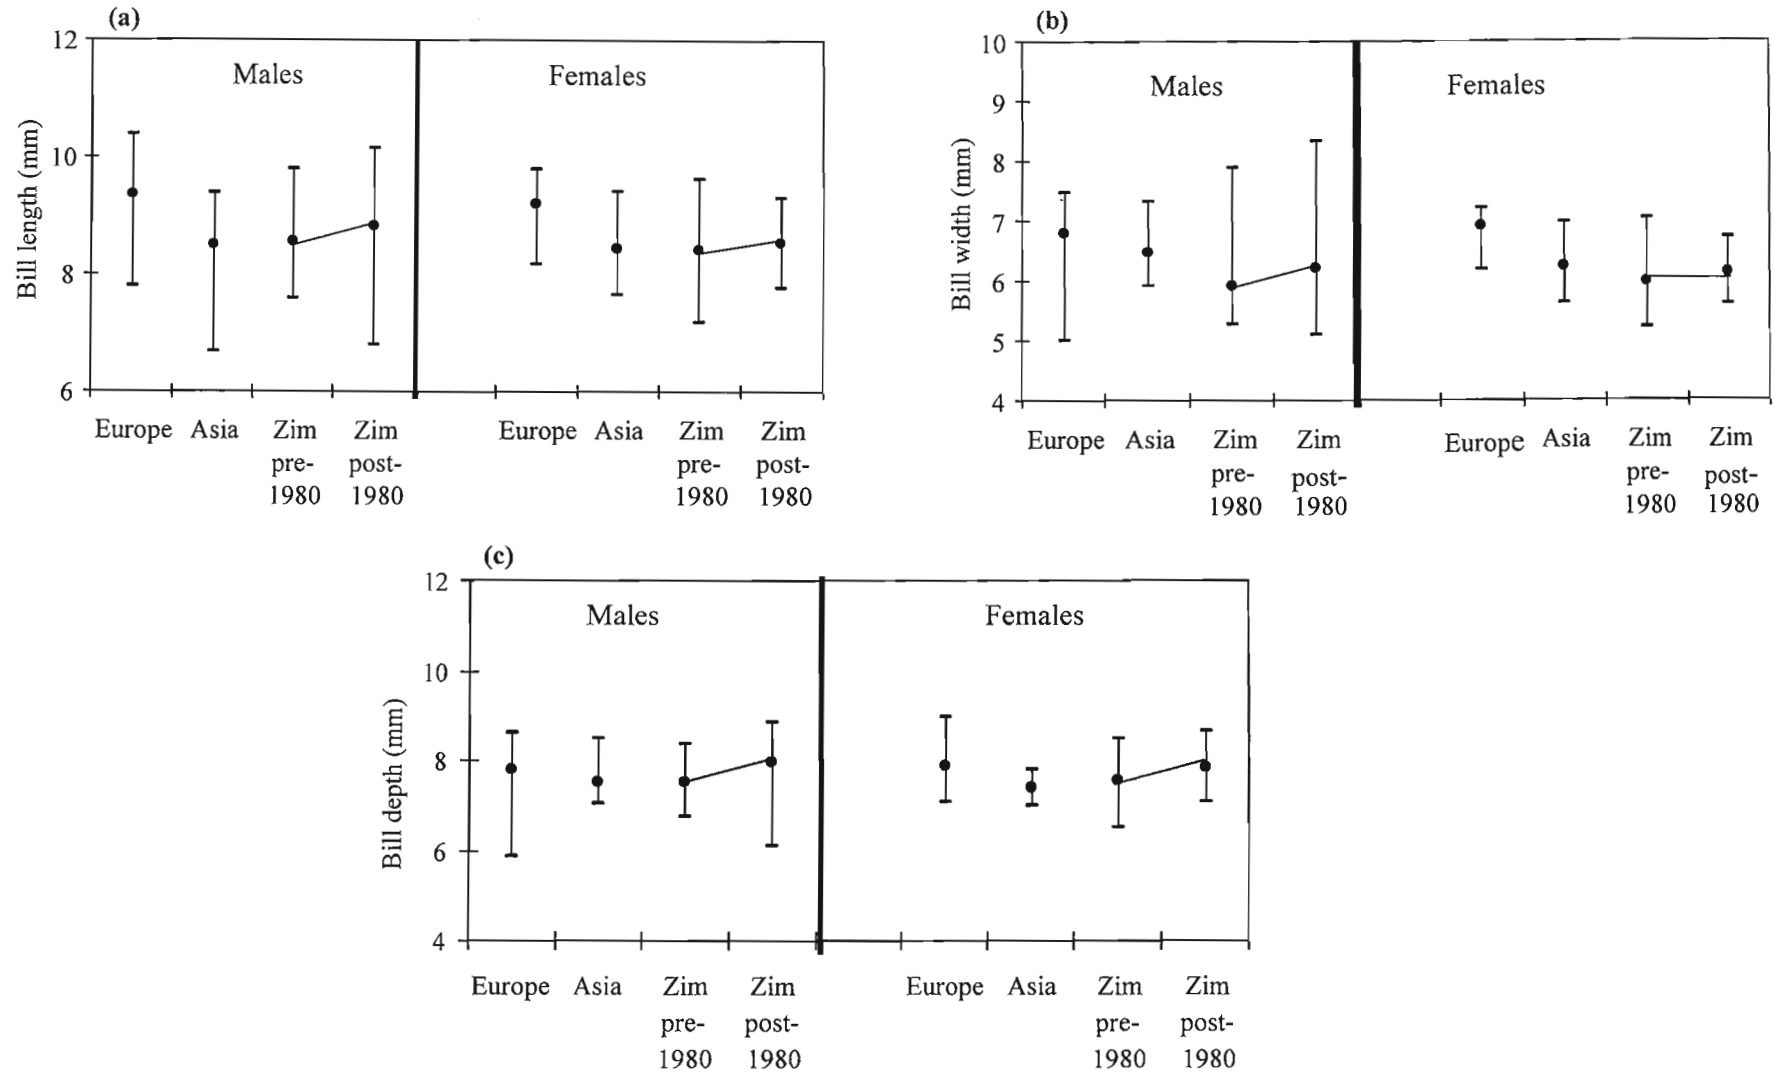 (a)
12
10
8
6
Bill length (mm)
Males
Females
Europe Asia Zim Zim Europe Asia Zim Zim
pre- post- pre- post-
1980 1980 1980 1980
(b)
10
9
8
7
6
5
4
Bill width (mm)
Males
Females
Europe Asia Zim Zim Europe Asia Zim Zim
pre- post- pre- post-
1980 1980 1980 1980
(c)
12
10
8
6
4
Bill depth (mm)
Males
Females
Europe Asia Zim Zim Europe Asia Zim Zim
pre- post- pre- post-
1980 1980 1980 1980